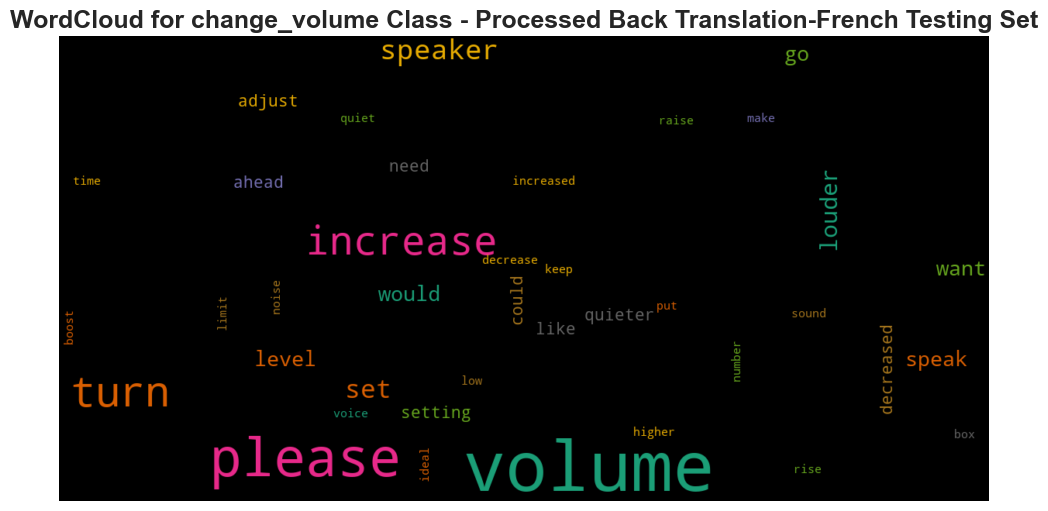 WordCloud for change_volume Class - Processed Back Translation-French Testing Set
speaker
go
adjust
quiet
raise
make
need
time
ahead
increased
louder
increase
decrease
keep
want
would
could
noise
limit
boost
quieter
put
sound
like
number
decreased
level
speak
turn
set
low
voice
setting
higher
box
please
ideal
volume
rise